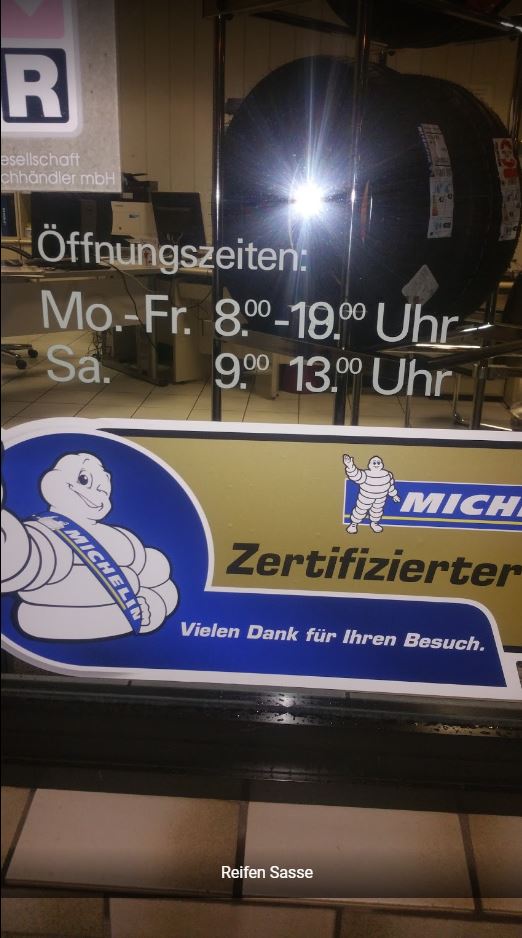 R
esellschaft
chhändler mbH
Öffnungszeiten:
Mo.-Fr. 8.00 - 18.00 Uhr
Sa. 9.00 13.00 Uhr
MICH
Zertifizierter
MICHELIN
Vielen Dank für Ihren Besuch.
Reifen Sasse